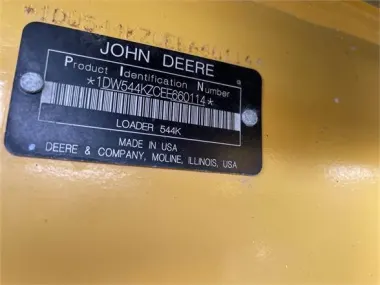 JOHN DEERE
Product Identification Number
*1DW544KZCEE660114*
LOADER 544K
MADE IN USA
DEERE & COMPANY, MOLINE, ILLINOIS, USA